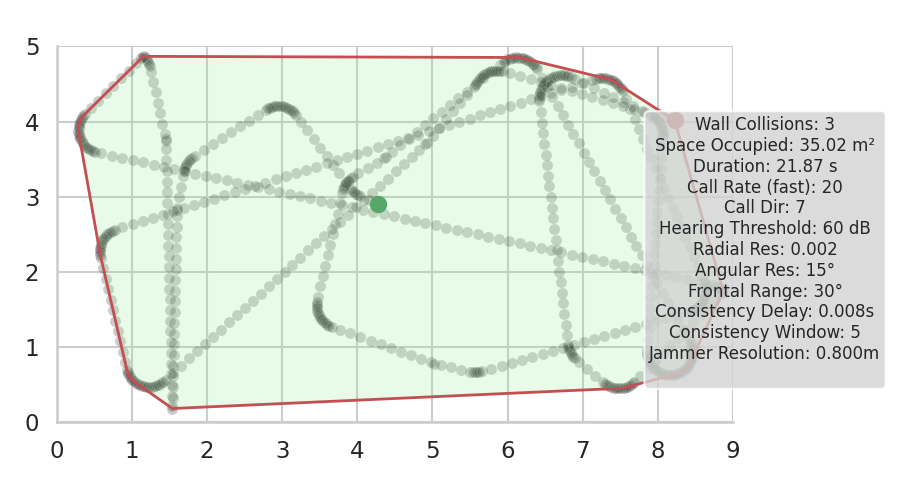 5
4
3
2
1
0
0 1 2 3 4 5 6 7 8 9
Wall Collisions: 3
Space Occupied: 35.02 m²
Duration: 21.87 s
Call Rate (fast): 20
Call Dir: 7
Hearing Threshold: 60 dB
Radial Res: 0.002
Angular Res: 15°
Frontal Range: 30°
Consistency Delay: 0.008s
Consistency Window: 5
Jammer Resolution: 0.800m